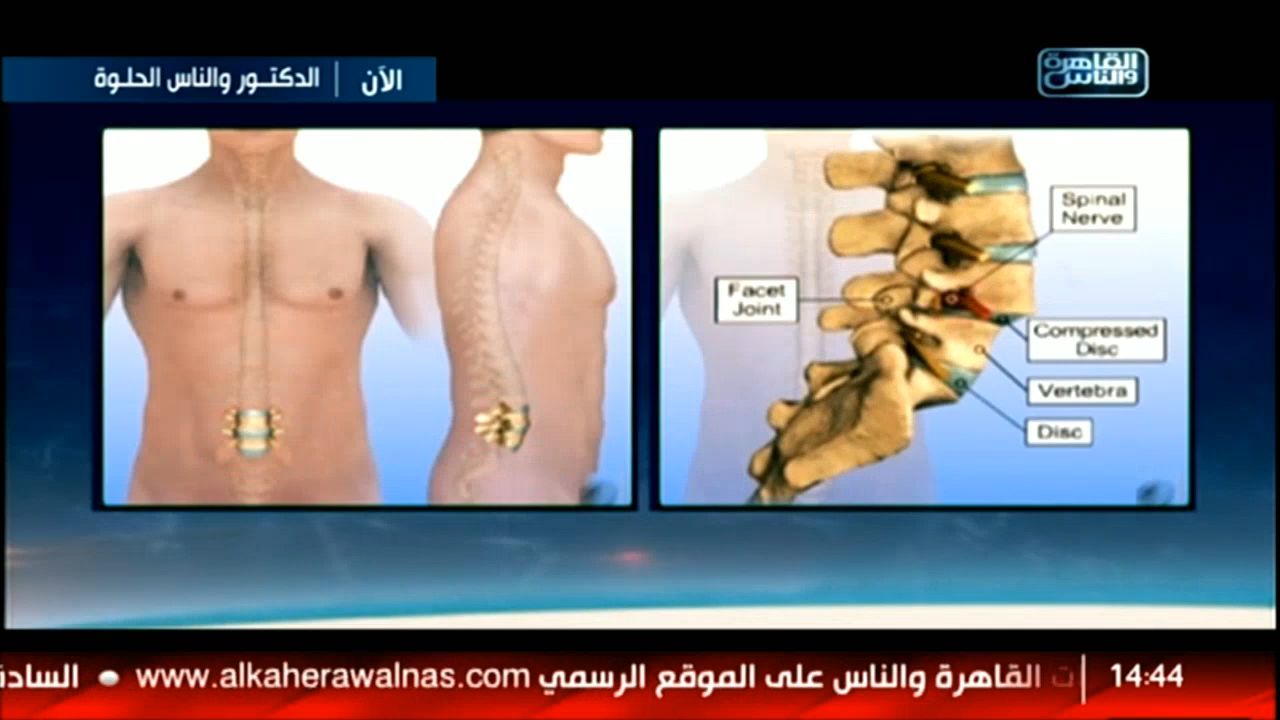 الآن
الدكتـور والناس الحلوة
القاهرة
والناس
Spinal
Nerve
Facet
Joint
Compressed
Disc
Vertebra
Disc
14:44
القاهرة والناس على الموقع الرسمي www.alkaherawalnas.com